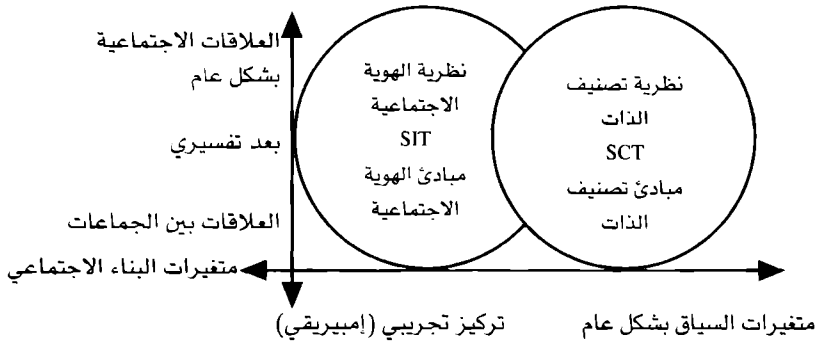 العلاقات الاجتماعية
بشكل عام
بعد تفسيري
العلاقات بين الجماعات
متغيرات البناء الاجتماعي
نظرية الهوية
الاجتماعية
SIT
مبادئ الهوية
الاجتماعية
نظرية تصنيف
الذات
SCT
مبادئ تصنيف
الذات
تركيز تجريبي (إمبيريقي)
متغيرات السياق بشكل عام